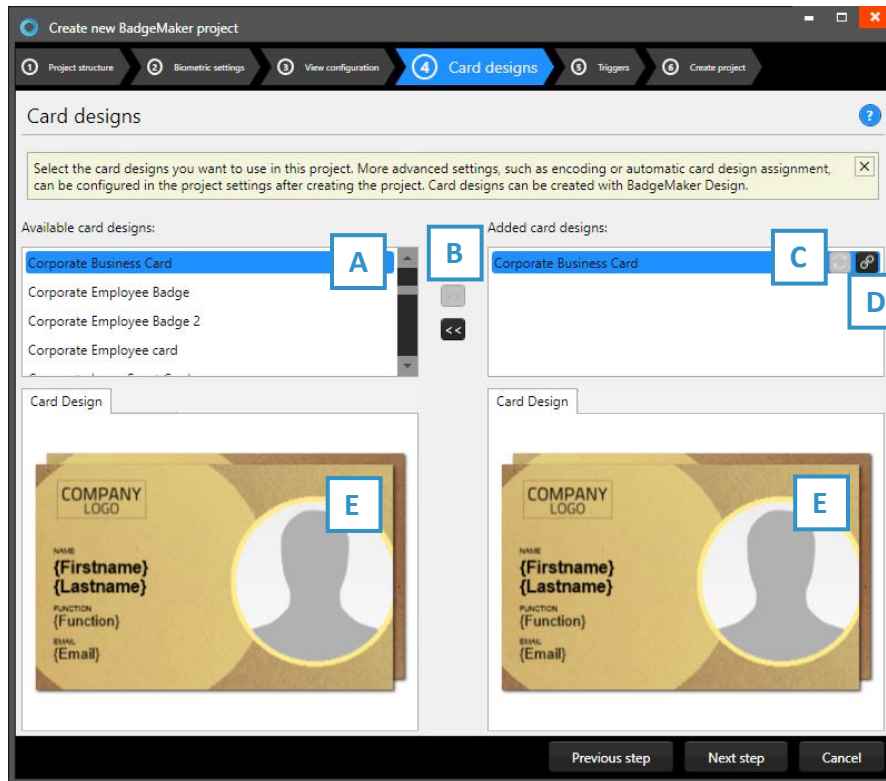 Create new BadgeMaker project
1 Project structure 2 Biometric settings 3 View configuration 4 Card designs 5 Triggers 6 Create project
Card designs
?
Select the card designs you want to use in this project. More advanced settings, such as encoding or automatic card design assignment,
can be configured in the project settings after creating the project. Card designs can be created with BadgeMaker Design.
Available card designs:
A
Corporate Business Card
Corporate Employee Badge
Corporate Employee Badge 2
Corporate Employee card
B
>>
<<
Added card designs:
Corporate Business Card
C
D
Card Design
COMPANY
LOGO
E
NAME
{Firstname}
{Lastname}
FUNCTION
{Function}
EMAIL
{Email}
Card Design
COMPANY
LOGO
E
NAME
{Firstname}
{Lastname}
FUNCTION
{Function}
EMAIL
{Email}
Previous step Next step Cancel